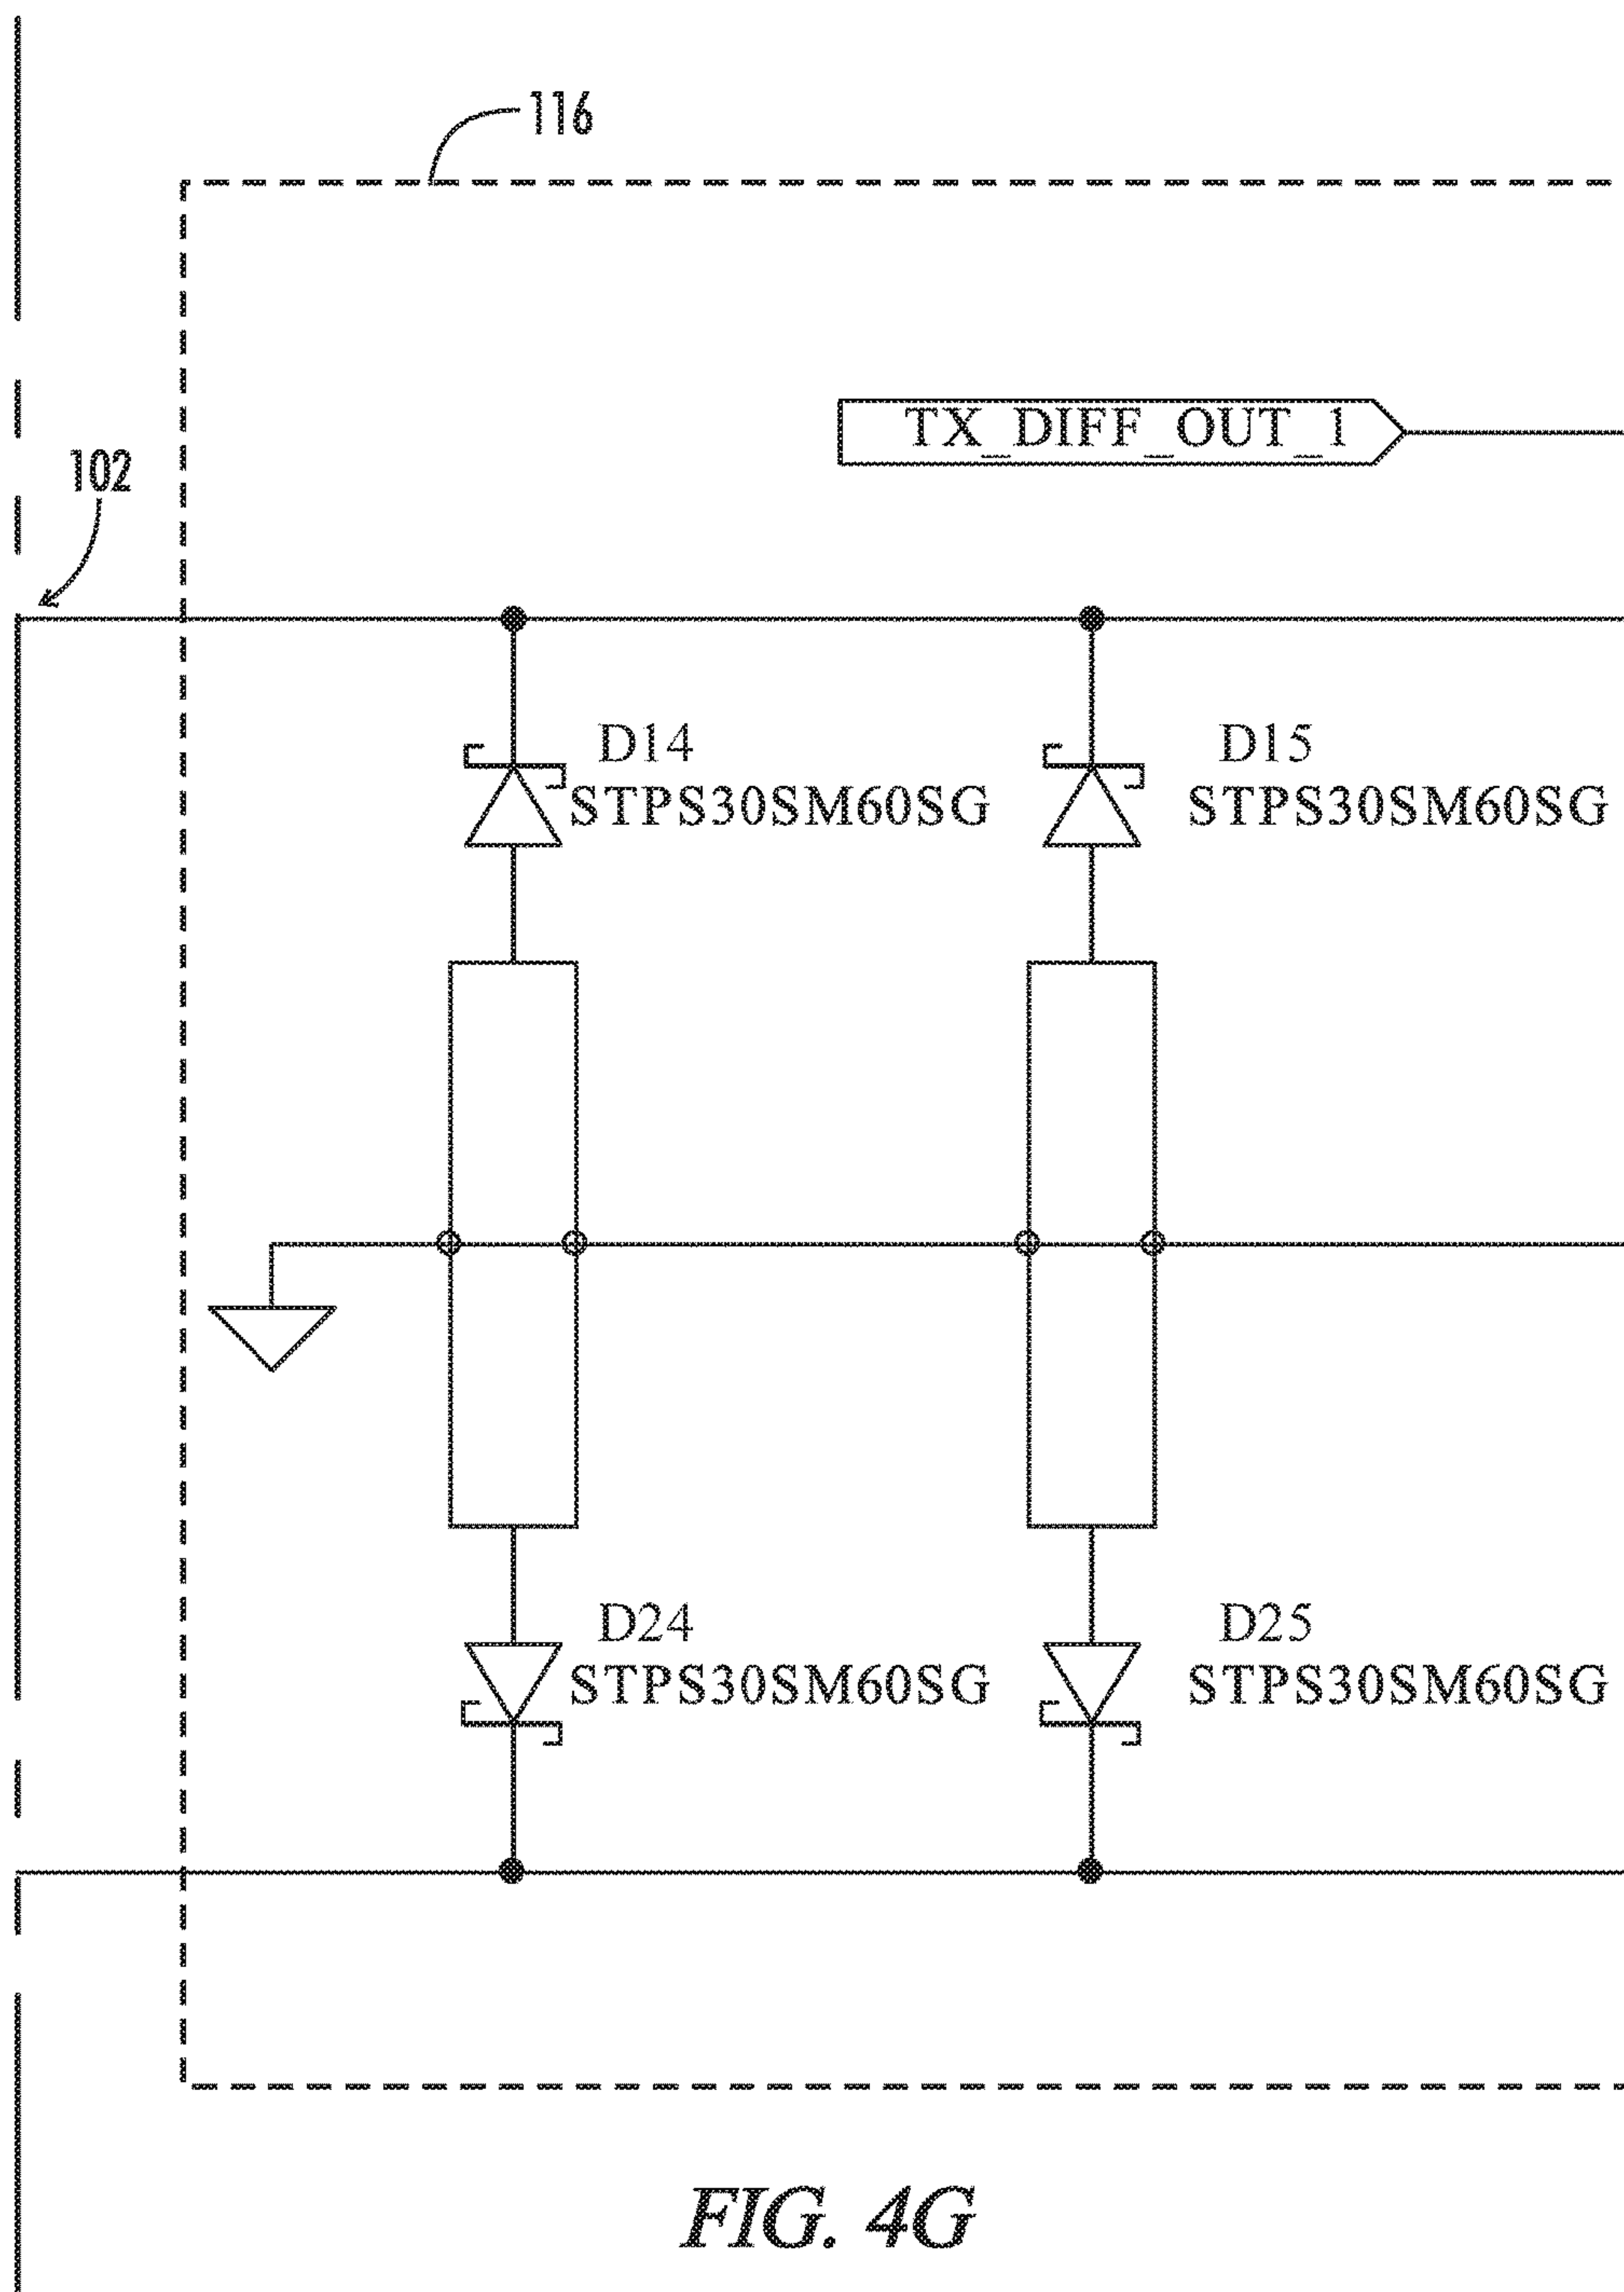 116
TX_DIFF_OUT_1
102
D14
STPS30SM60SG
D15
STPS30SM60SG
D24
STPS30SM60SG
D25
STPS30SM60SG
FIG. 4G